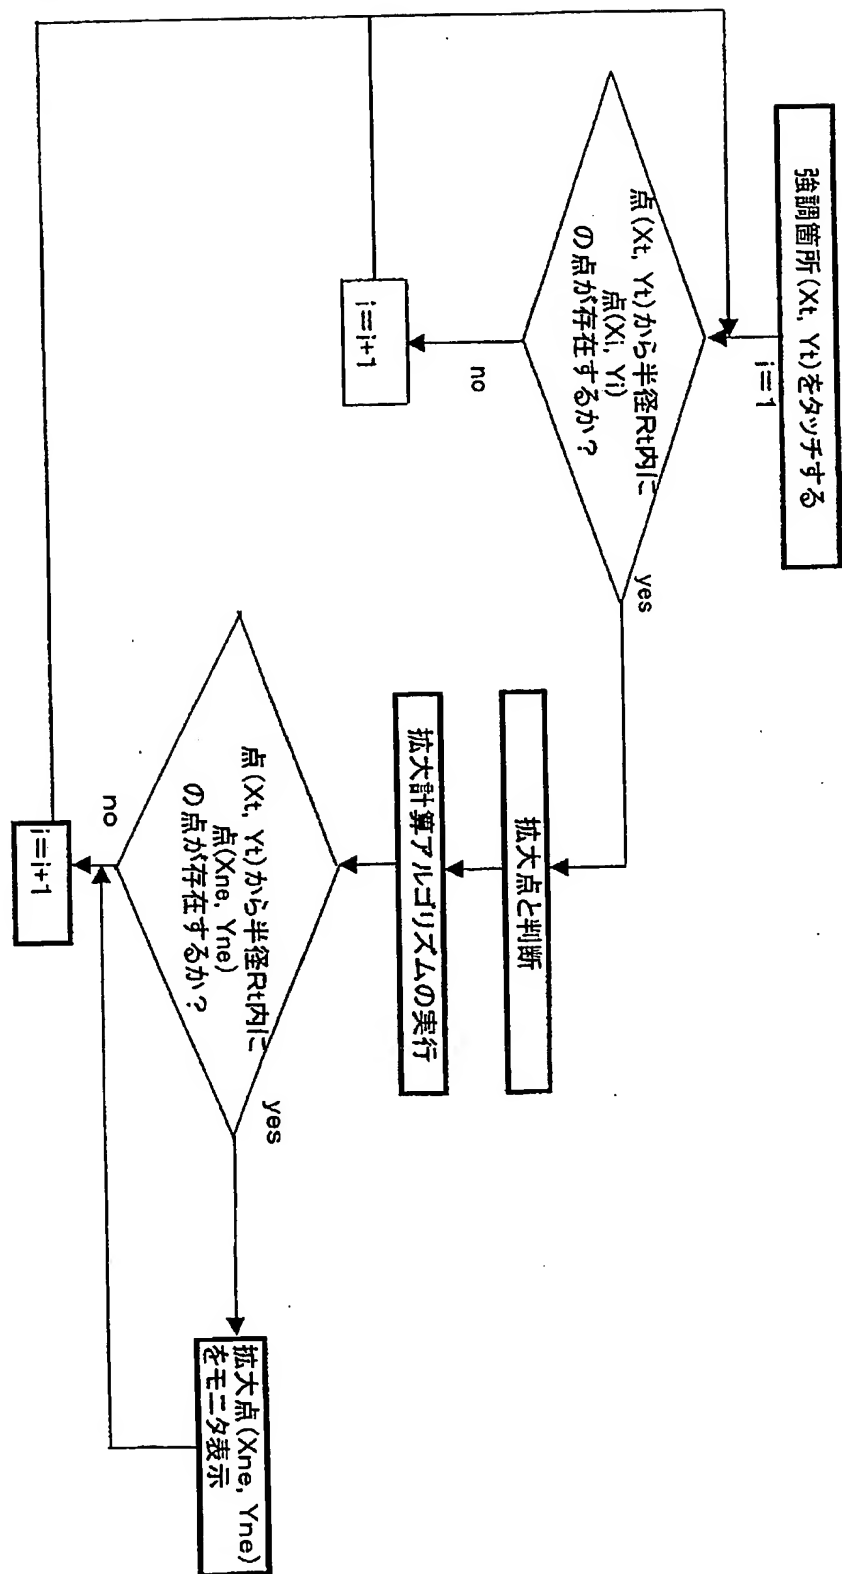 強調箇所(Xt, Yt)をタッチする
i=1
点(Xt, Yt)から半径Rt内に
点(Xi, Yi)
の点が存在するか?
yes
no
i=i+1
拡大点と判断
拡大計算アルゴリズムの実行
点(Xt, Yt)から半径Rt内に
点(Xne, Yne)
の点が存在するか?
yes
no
i=i+1
拡大点(Xne, Yne)
をモニタ表示